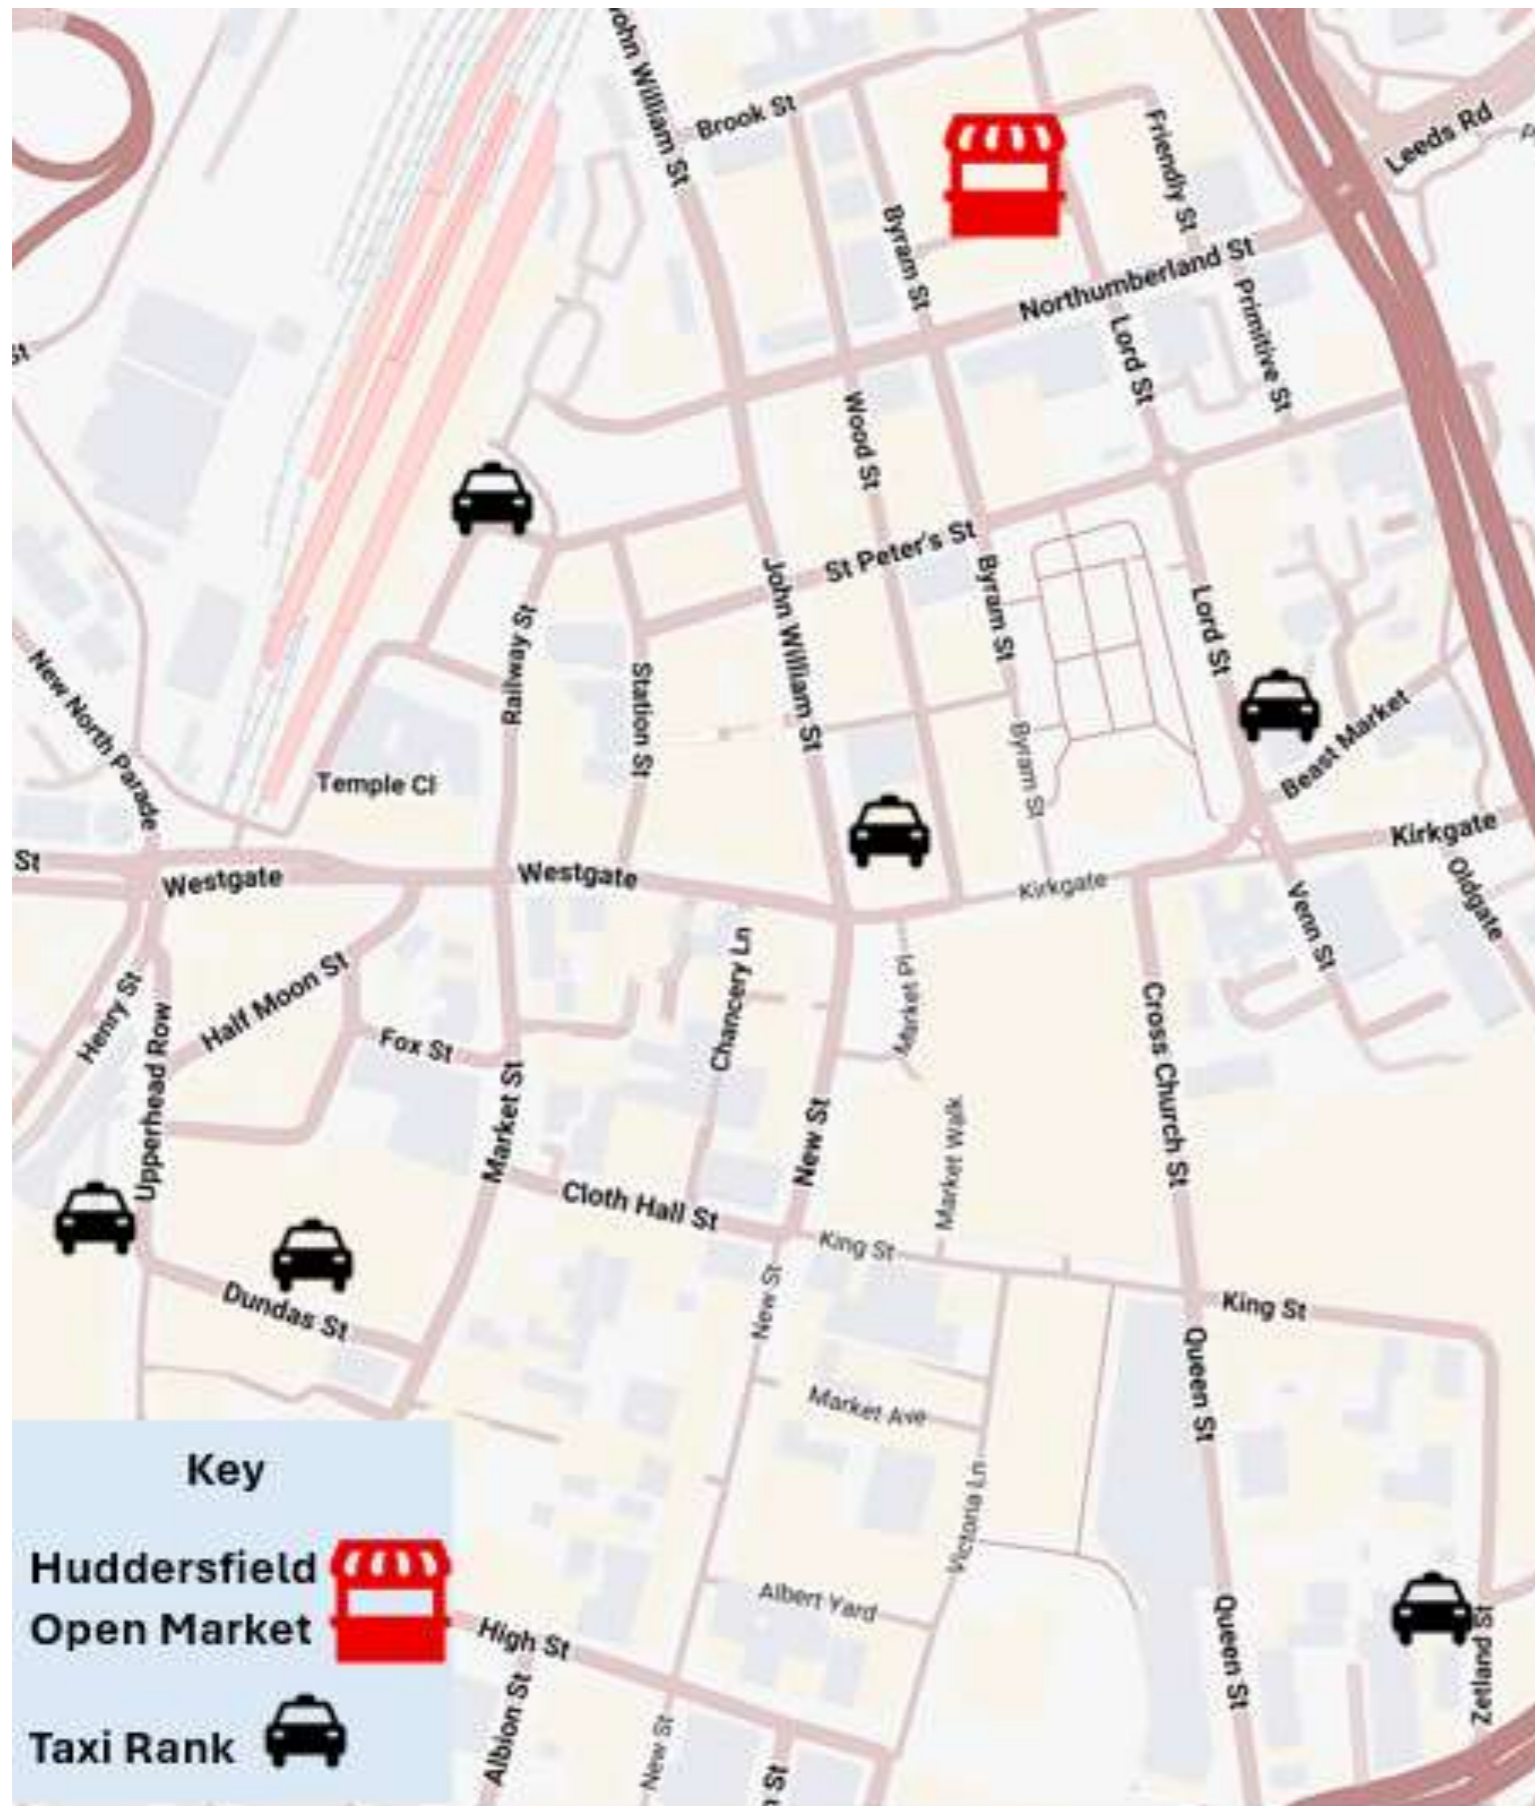 John William St
Brook St
Leeds Rd
Friendly St
Byram St
Northumberland St
Primitive St
Lord St
St
Wood St
St Peter's St
John William St
Byram St
Lord St
Railway St
Station St
New North Parade
Beast Market
Byram St
Temple Cl
Kirkgate
St
Westgate
Westgate
Kirkgate
Oldgate
Venn St
Chancery Ln
Market Pl
Half Moon St
Henry St
Fox St
Upperhead Row
Cross Church St
Market St
New St
Market Walk
Cloth Hall St
King St
King St
Dundas St
New St
Queen St
Market Ave
Victoria Ln
Albert Yard
Queen St
Zetland St
High St
Albion St
New St
St
Key
Huddersfield
Open Market
Taxi Rank